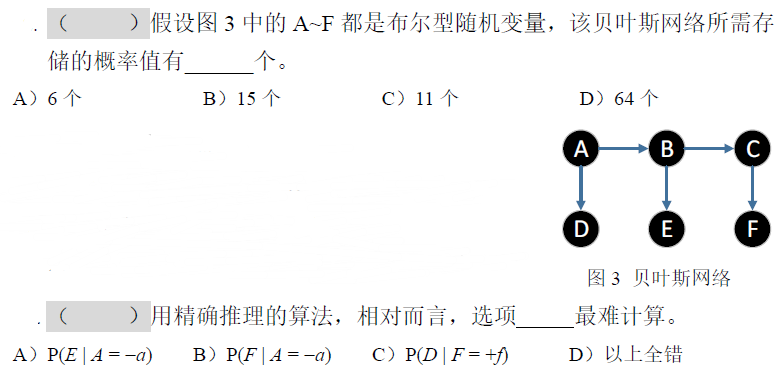 . （ ）假设图 3 中的 A~F 都是布尔型随机变量，该贝叶斯网络所需存
储的概率值有______个。
A）6 个 B）15 个 C）11 个 D）64 个
A B C
D E F
图 3 贝叶斯网络
. （ ）用精确推理的算法，相对而言，选项_____最难计算。
A）P(E | A = −a) B）P(F | A = −a) C）P(D | F = +f) D）以上全错